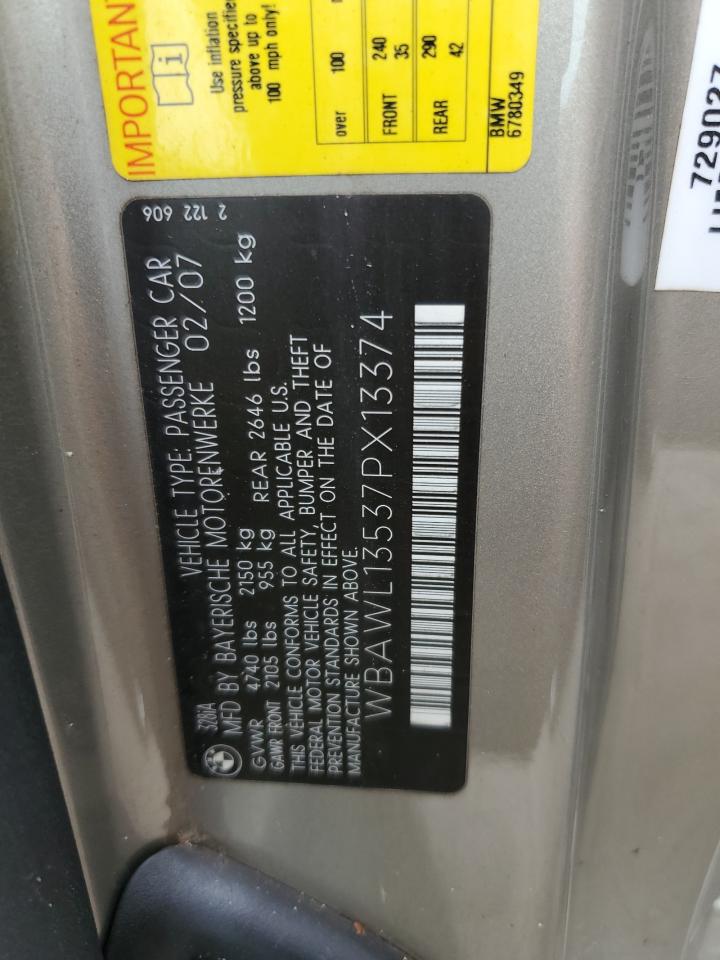 328iA
VEHICLE TYPE: PASSENGER CAR
MFD BY BAYERISCHE MOTORENWERKE 02/07
GVWR 4740 lbs 2150 kg
GAWR FRONT 2105 lbs 955 kg REAR 2646 lbs 1200 kg
THIS VEHICLE CONFORMS TO ALL APPLICABLE U.S.
FEDERAL MOTOR VEHICLE SAFETY, BUMPER AND THEFT
PREVENTION STANDARDS IN EFFECT ON THE DATE OF
MANUFACTURE SHOWN ABOVE.
WBAWL13537PX13374
2 122 606
IMPORTAN
Use inflation
pressure specifie
above up to
100 mph only!
over 100
FRONT 240
35
REAR 290
42
BMW
6780349
729027